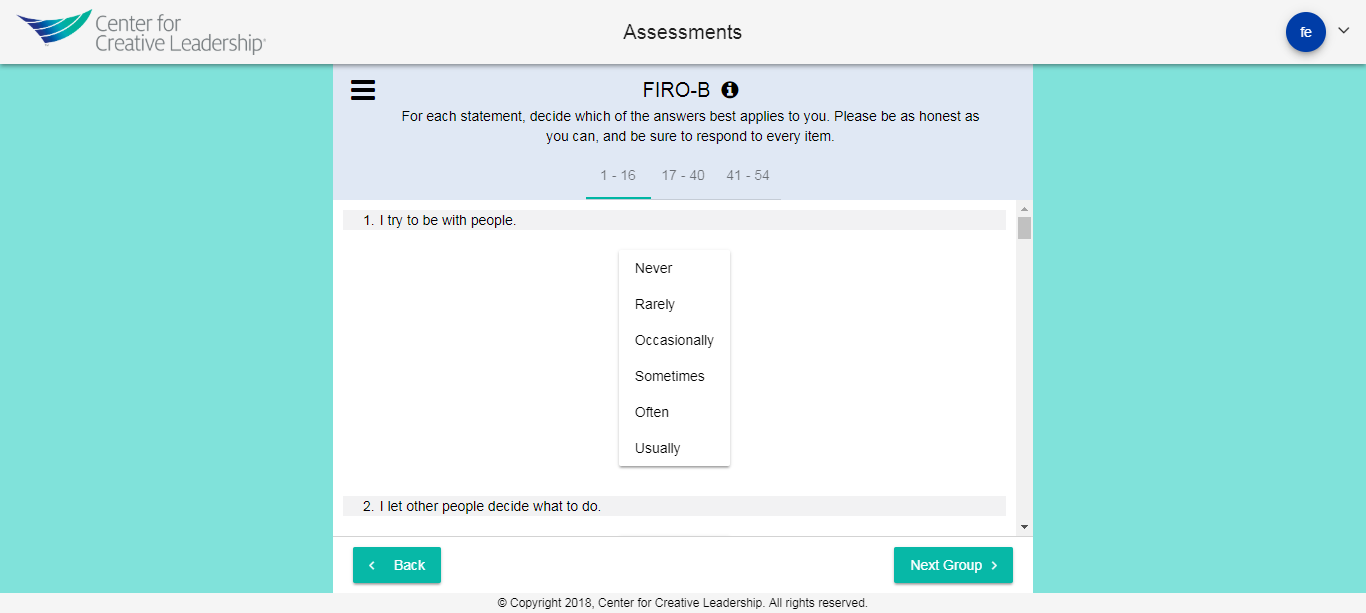 Center for
Creative Leadership®
Assessments
fe
FIRO-B
For each statement, decide which of the answers best applies to you. Please be as honest as
you can, and be sure to respond to every item.
1 - 16 17 - 40 41 - 54
1. I try to be with people.
Never
Rarely
Occasionally
Sometimes
Often
Usually
2. I let other people decide what to do.
Back
Next Group
© Copyright 2018, Center for Creative Leadership. All rights reserved.